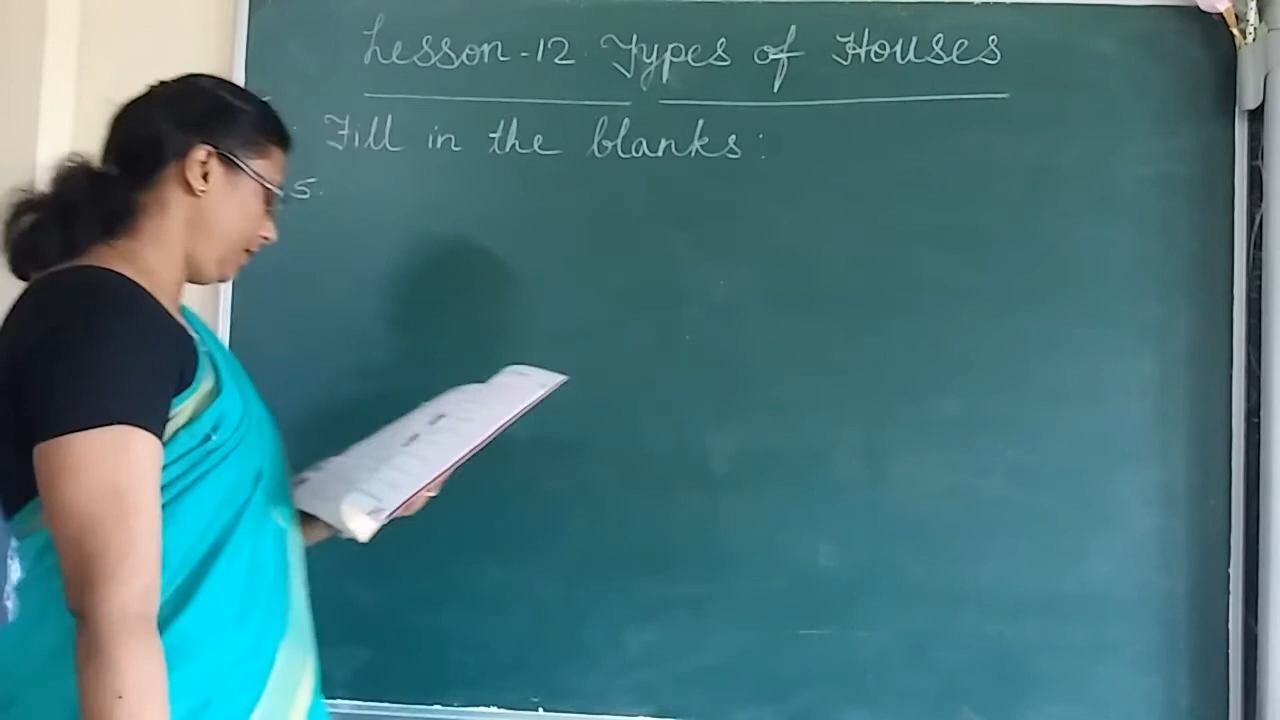 Lesson-12 Types of Houses
Fill in the blanks:
5.